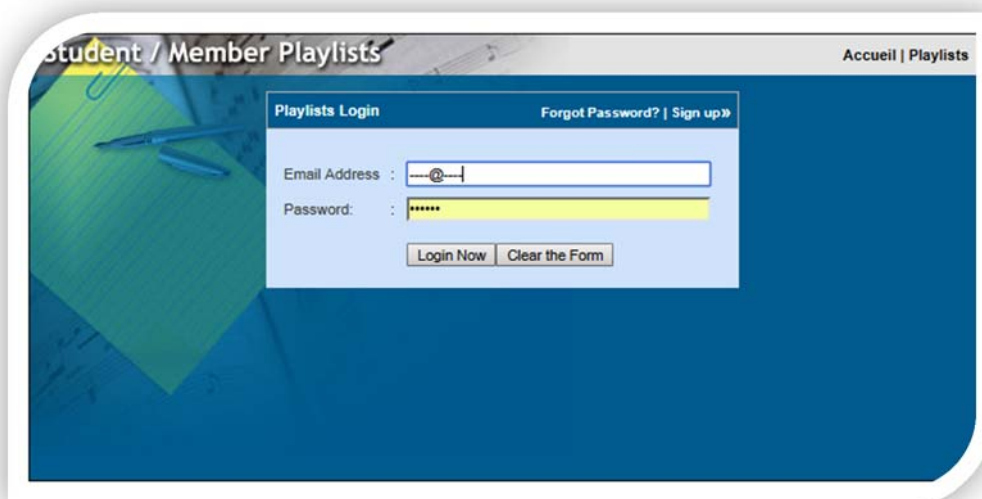 Student / Member Playlists
Accueil | Playlists
Playlists Login
Forgot Password? | Sign up»
Email Address : ----@----
Password: : ••••••
Login Now Clear the Form